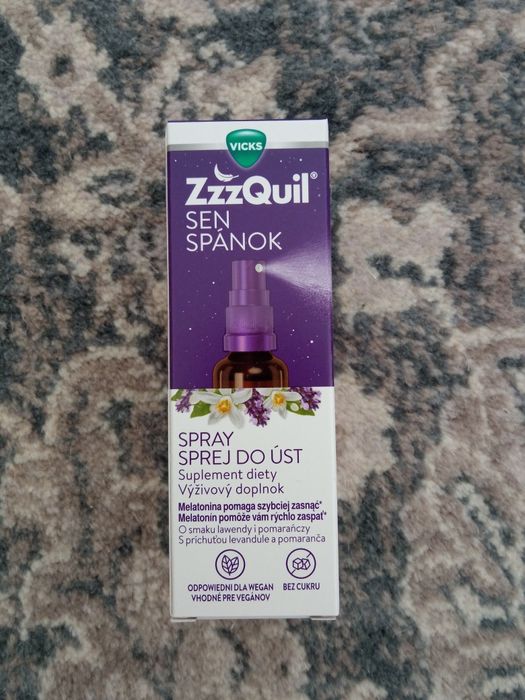 VICKS
ZzzQuil®
SEN
SPÁNOK
SPRAY
SPREJ DO ÚST
Suplement diety
Výživový doplnok
Melatonina pomaga szybciej zasnąć*
Melatonín pomôže vám rýchlo zaspať*
O smaku lawendy i pomarańczy
S príchuťou levandule a pomaranča
ODPOWIEDNI DLA WEGAN
VHODNÉ PRE VEGÁNOV
BEZ CUKRU